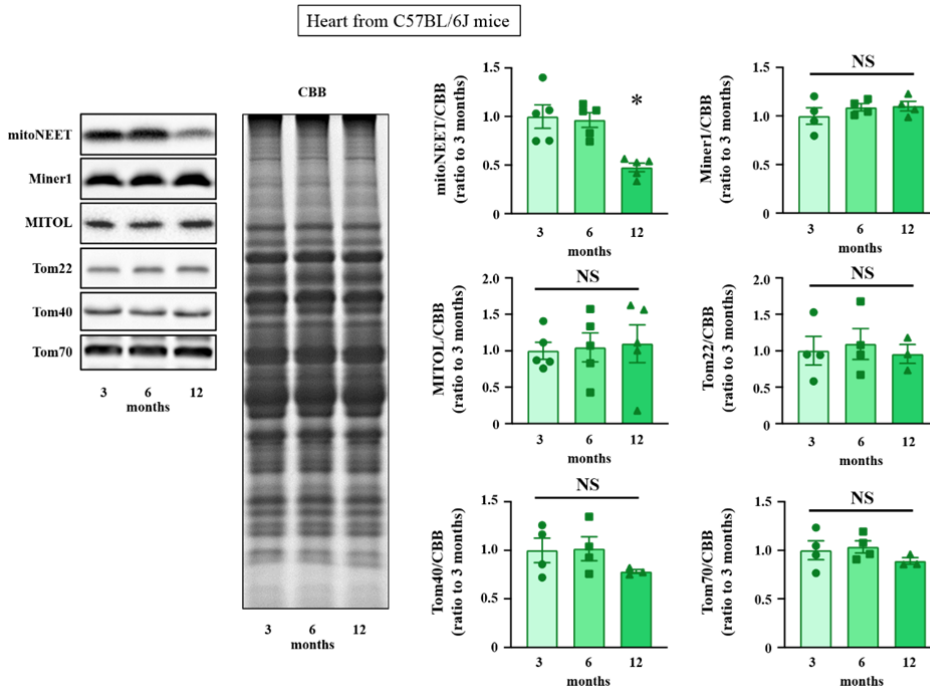 Heart from C57BL/6J mice
mitoNEET
Miner1
MITOL
Tom22
Tom40
Tom70
3 6 12
months
CBB
3 6 12
months
mitoNEET/CBB
(ratio to 3 months)
1.5
1.0
0.5
0
*
3 6 12
months
Miner1/CBB
(ratio to 3 months)
1.5
1.0
0.5
0
NS
3 6 12
months
MITOL/CBB
(ratio to 3 months)
2.0
1.5
1.0
0.5
0
NS
3 6 12
months
Tom22/CBB
(ratio to 3 months)
2.0
1.5
1.0
0.5
0
NS
3 6 12
months
Tom40/CBB
(ratio to 3 months)
1.5
1.0
0.5
0
NS
3 6 12
months
Tom70/CBB
(ratio to 3 months)
1.5
1.0
0.5
0
NS
3 6 12
months